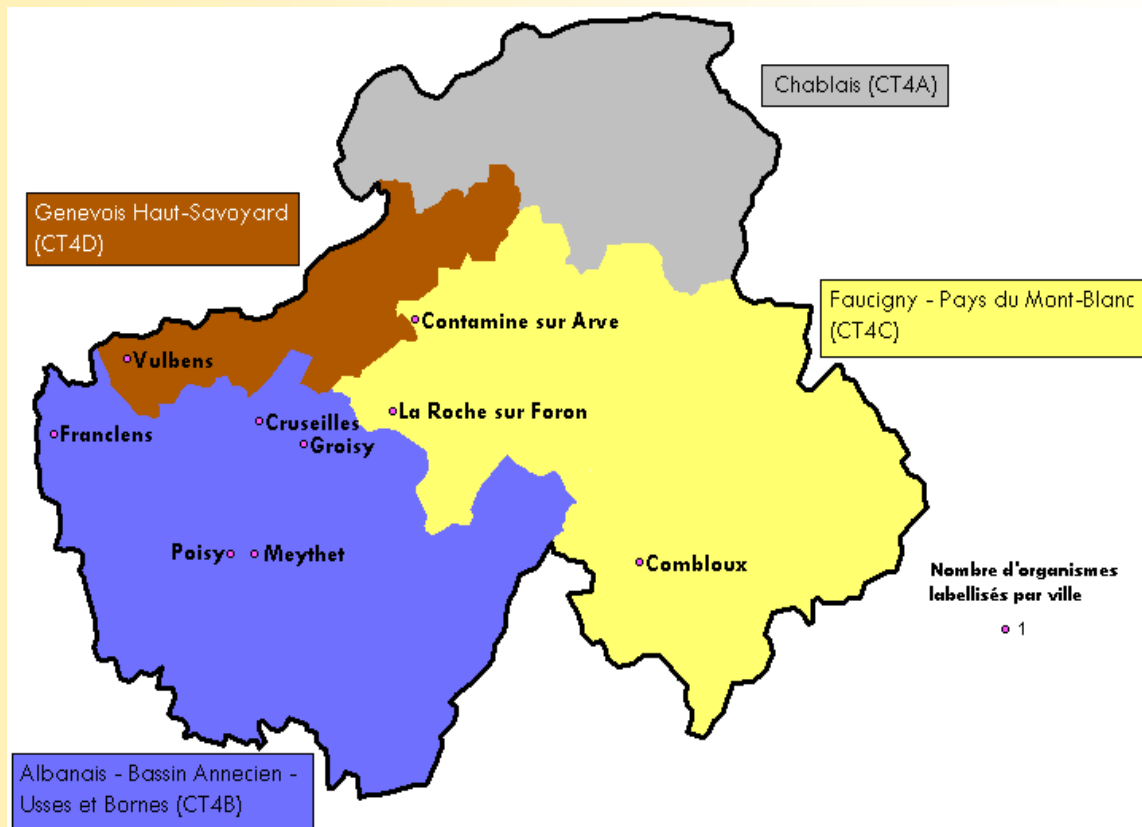 Chablais (CT4A)
Genevois Haut-Savoyard
(CT4D)
Faucigny - Pays du Mont-Blanc
(CT4C)
Contamine sur Arve
Vulbens
La Roche sur Foron
Cruseilles
Franclens
Groisy
Poisy
Meythet
Combloux
Nombre d'organismes
labellisés par ville
1
Albanais - Bassin Annecien -
Usses et Bornes (CT4B)